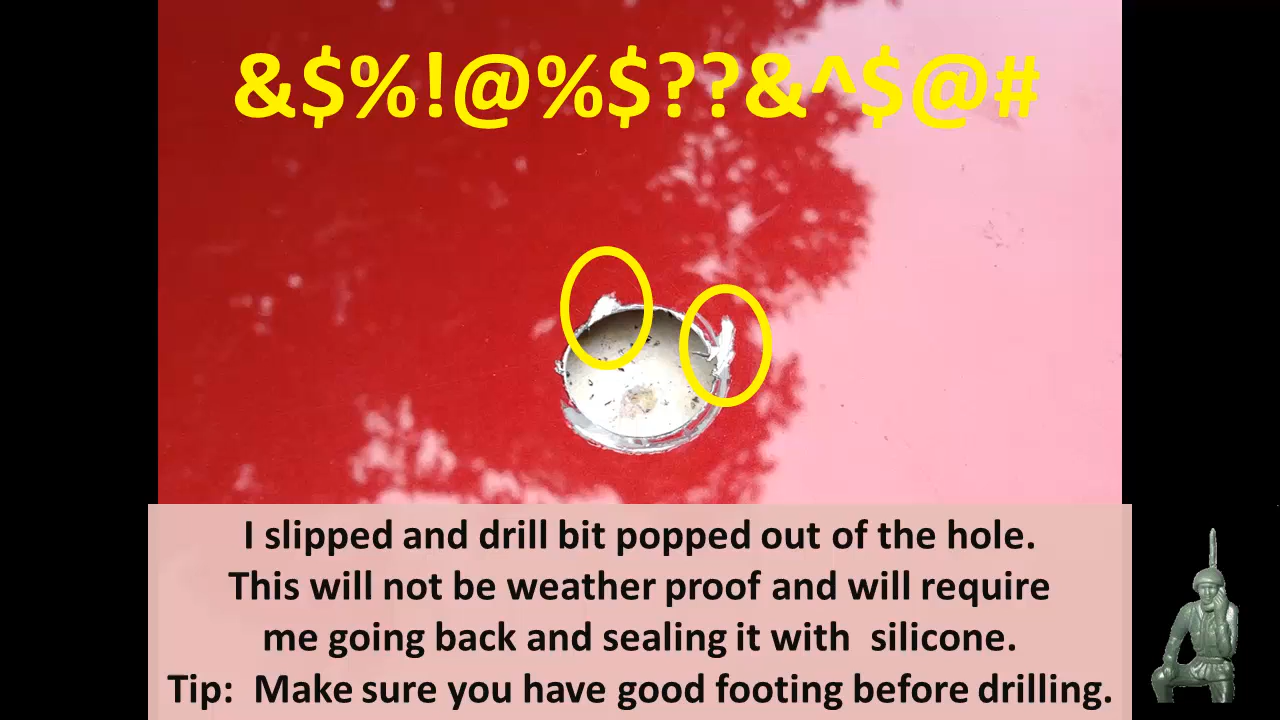 &$%!@%$??&^$@#
I slipped and drill bit popped out of the hole.
This will not be weather proof and will require
me going back and sealing it with  silicone.
Tip:  Make sure you have good footing before drilling.